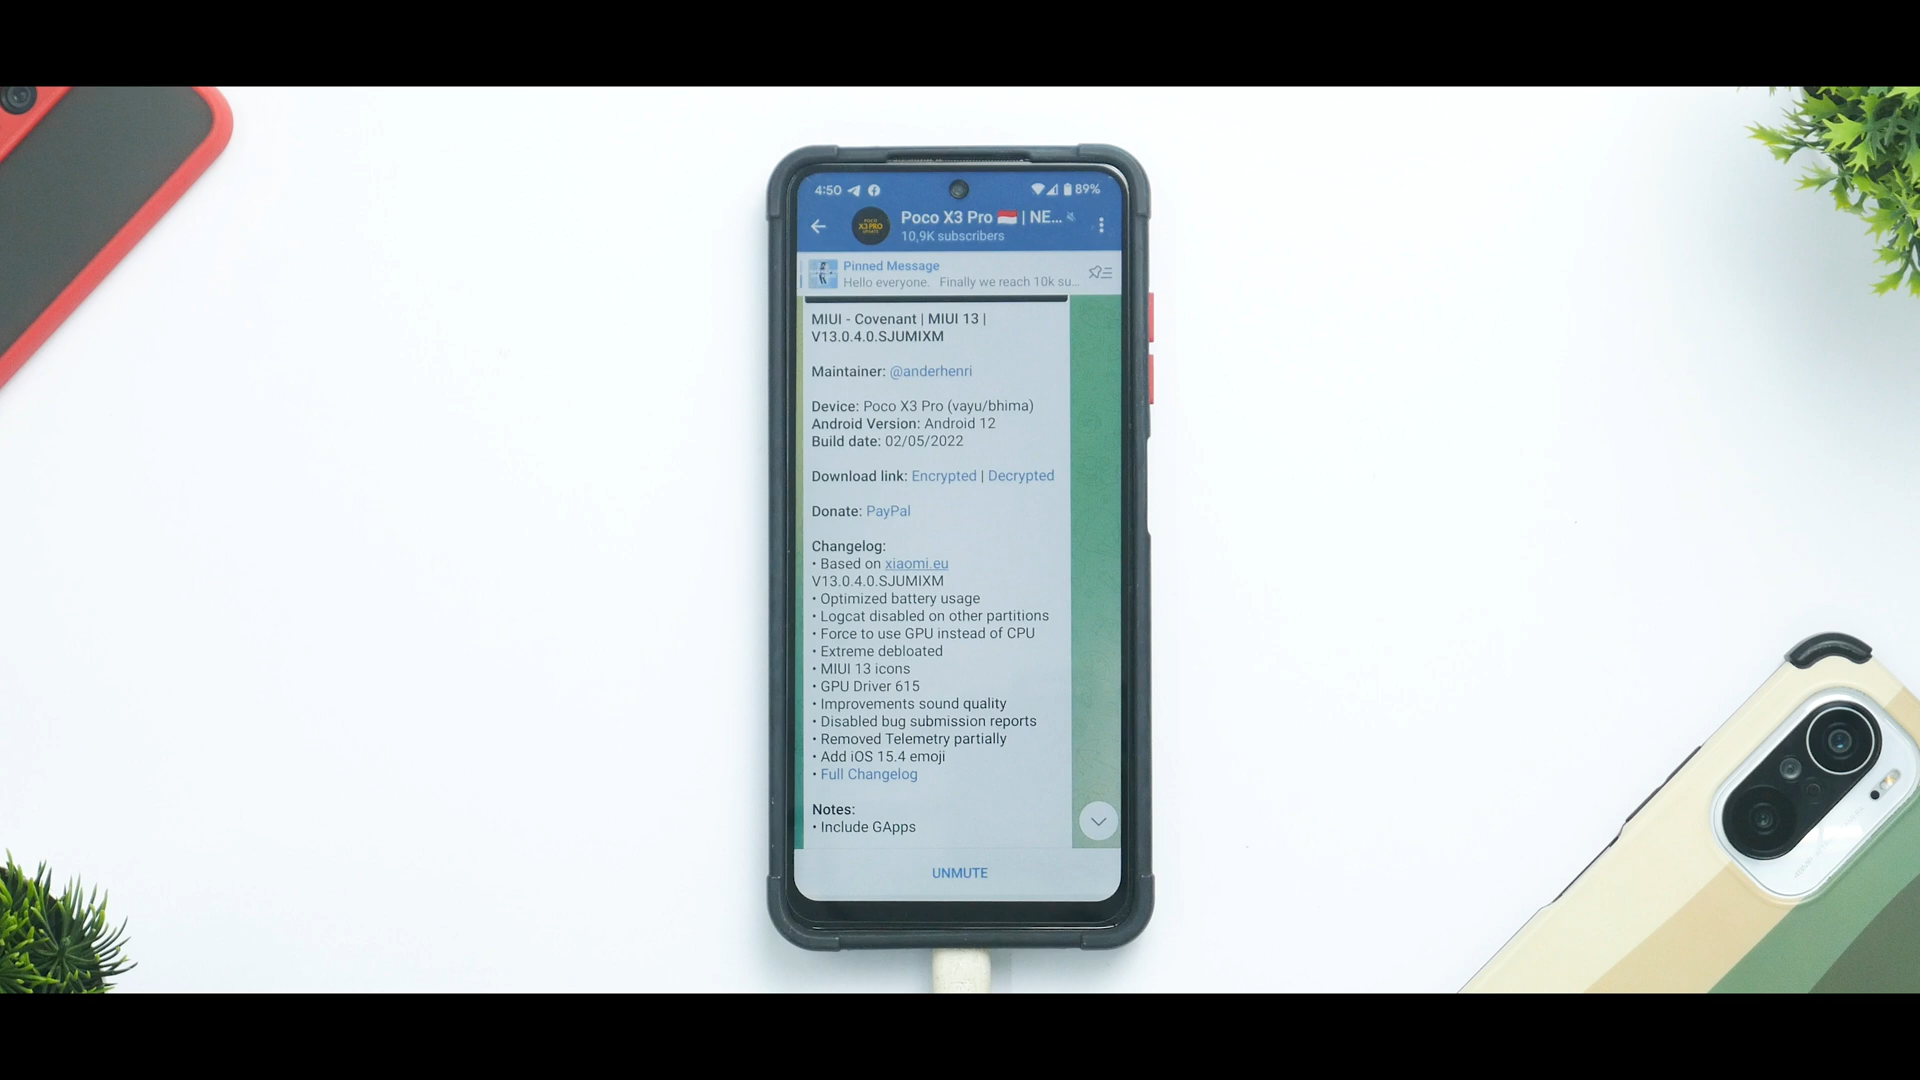 4:50 89%
Poco X3 Pro 🇮🇩 | NE...
10,9K subscribers
POCO
X3 PRO
Pinned Message
Hello everyone. Finally we reach 10k su...
MIUI - Covenant | MIUI 13 |
V13.0.4.0.SJUMIXM
Maintainer: @anderhenri
Device: Poco X3 Pro (vayu/bhima)
Android Version: Android 12
Build date: 02/05/2022
Download link: Encrypted | Decrypted
Donate: PayPal
Changelog:
• Based on xiaomi.eu
V13.0.4.0.SJUMIXM
• Optimized battery usage
• Logcat disabled on other partitions
• Force to use GPU instead of CPU
• Extreme debloated
• MIUI 13 icons
• GPU Driver 615
• Improvements sound quality
• Disabled bug submission reports
• Removed Telemetry partially
• Add iOS 15.4 emoji
• Full Changelog
Notes:
• Include GApps
UNMUTE